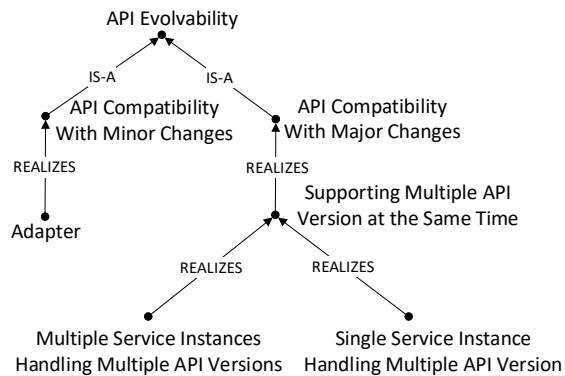 API Evolvability
IS-A
IS-A
API Compatibility
With Minor Changes
API Compatibility
With Major Changes
REALIZES
REALIZES
Supporting Multiple API
Version at the Same Time
Adapter
REALIZES
REALIZES
Multiple Service Instances
Handling Multiple API Versions
Single Service Instance
Handling Multiple API Version